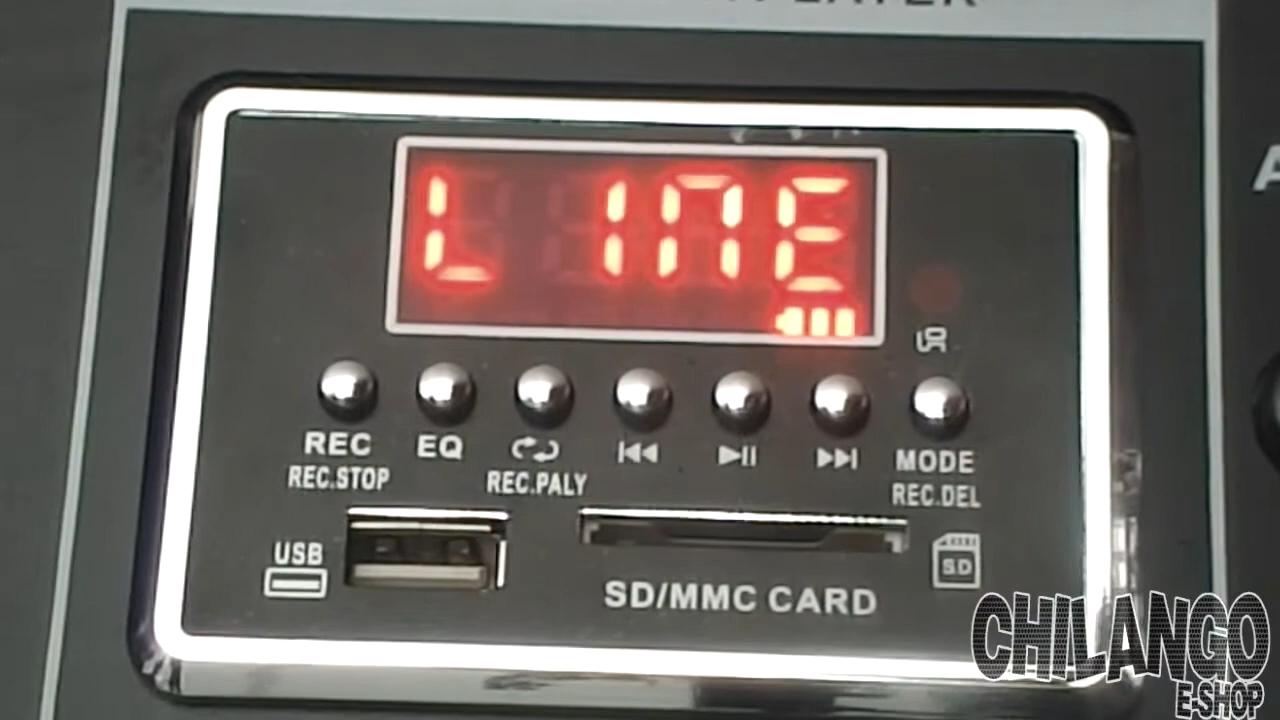 LINE
REC
REC.STOP
EQ
REC.PALY
MODE
REC.DEL
USB
SD/MMC CARD
SD
CHILANGO
E-SHOP